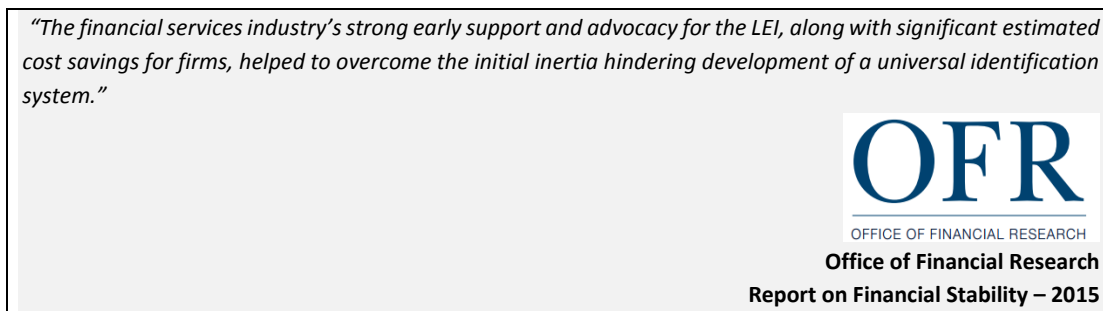 “The financial services industry’s strong early support and advocacy for the LEI, along with significant estimated
cost savings for firms, helped to overcome the initial inertia hindering development of a universal identification
system.”
OFR
OFFICE OF FINANCIAL RESEARCH
Office of Financial Research
Report on Financial Stability – 2015